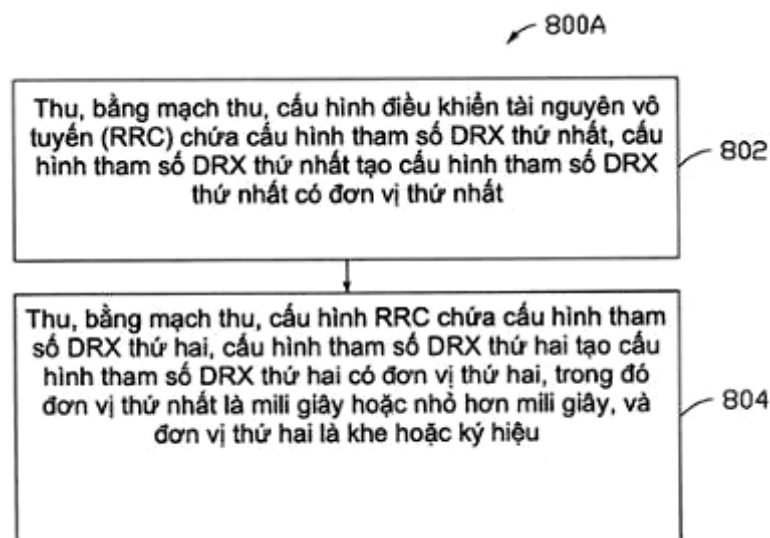 800A
Thu, bằng mạch thu, cấu hình điều khiển tài nguyên vô
tuyến (RRC) chứa cấu hình tham số DRX thứ nhất, cấu
hình tham số DRX thứ nhất tạo cấu hình tham số DRX
thứ nhất có đơn vị thứ nhất
802
Thu, bằng mạch thu, cấu hình RRC chứa cấu hình tham
số DRX thứ hai, cấu hình tham số DRX thứ hai tạo cấu
hình tham số DRX thứ hai có đơn vị thứ hai, trong đó
đơn vị thứ nhất là mili giây hoặc nhỏ hơn mili giây, và
đơn vị thứ hai là khe hoặc ký hiệu
804